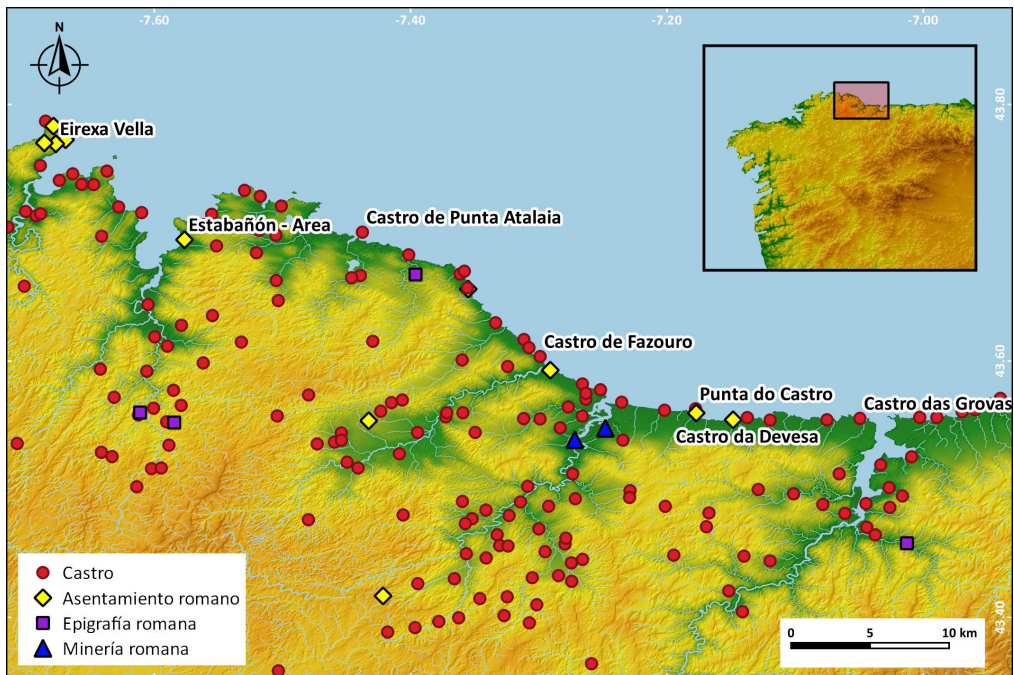 -7.60
-7.40
-7.20
-7.00
N
43.80
Eirexa Vella
Estabañón - Area
Castro de Punta Atalaia
Castro de Fazouro
43.60
Punta do Castro
Castro das Grovas
Castro da Devesa
Castro
Asentamiento romano
Epigrafía romana
Minería romana
43.40
0 5 10 km